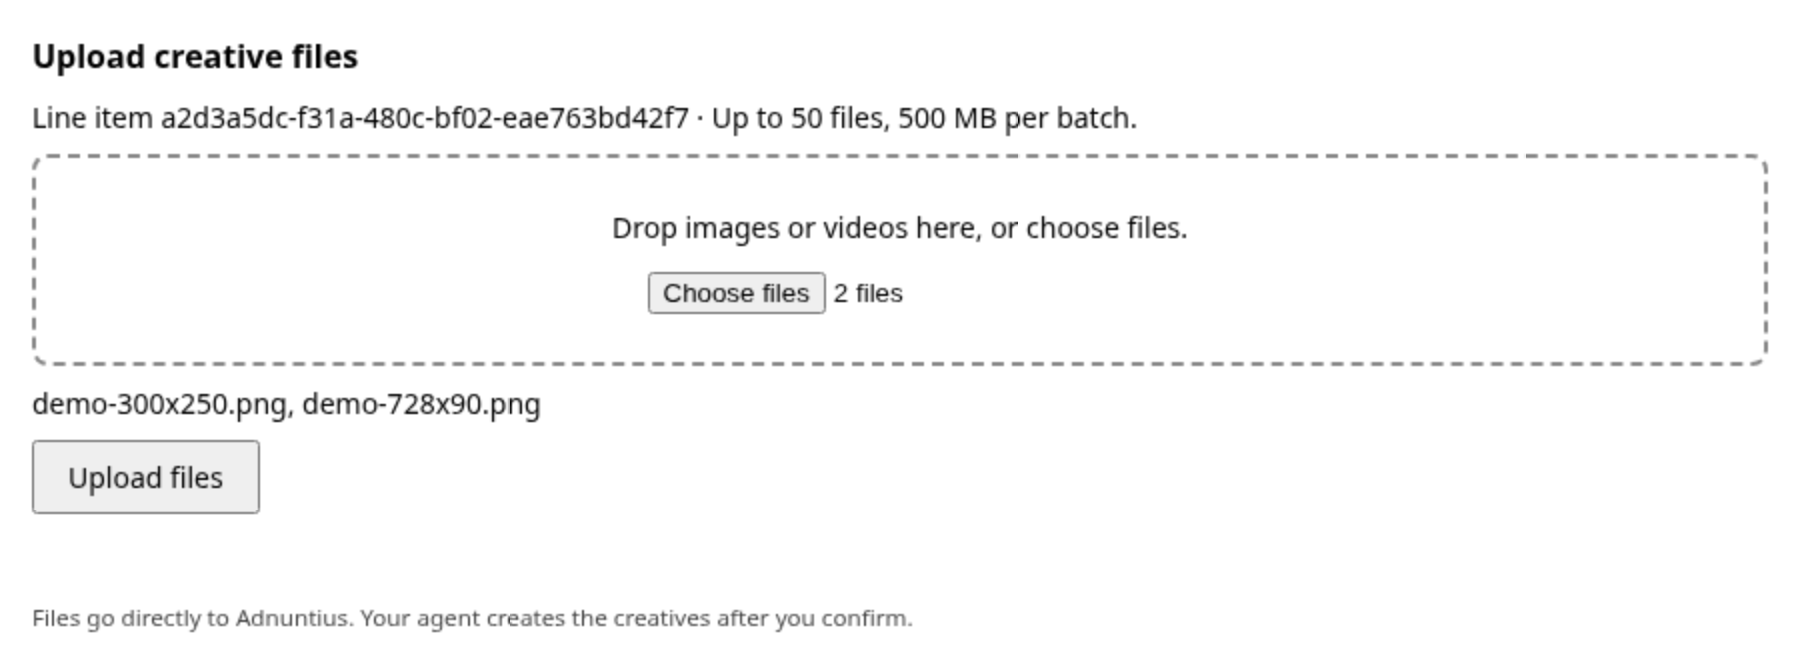 Upload creative files
Line item a2d3a5dc-f31a-480c-bf02-eae763bd42f7 · Up to 50 files, 500 MB per batch.
Drop images or videos here, or choose files.
Choose files 2 files
demo-300x250.png, demo-728x90.png
Upload files
Files go directly to Adnuntius. Your agent creates the creatives after you confirm.